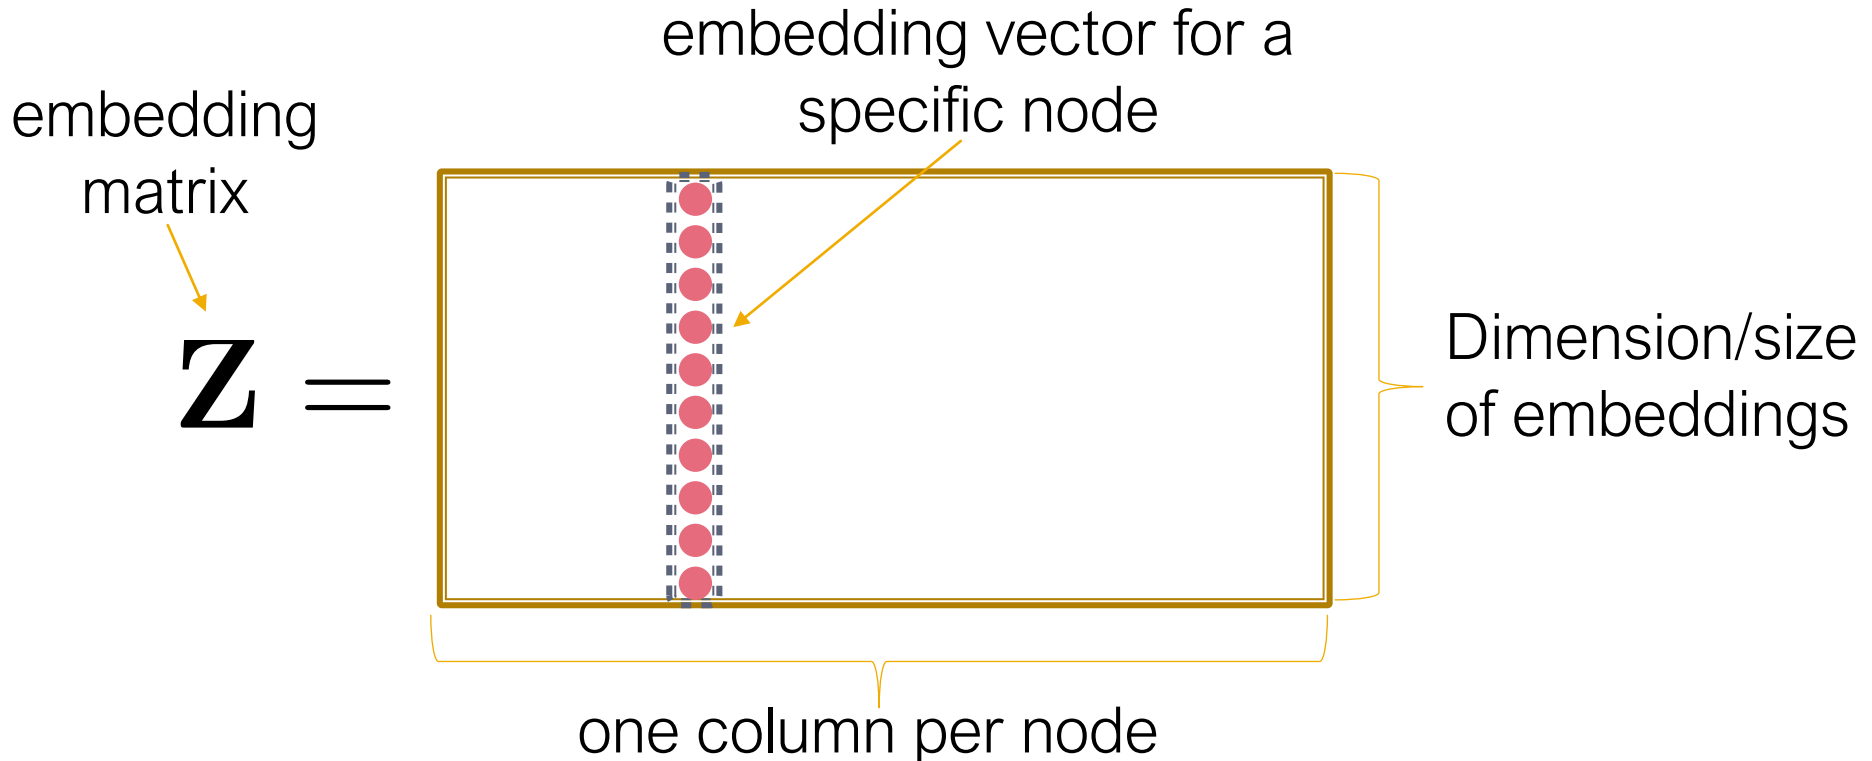 embedding vector for a
specific node
embedding
matrix
Z =
Dimension/size
of embeddings
one column per node